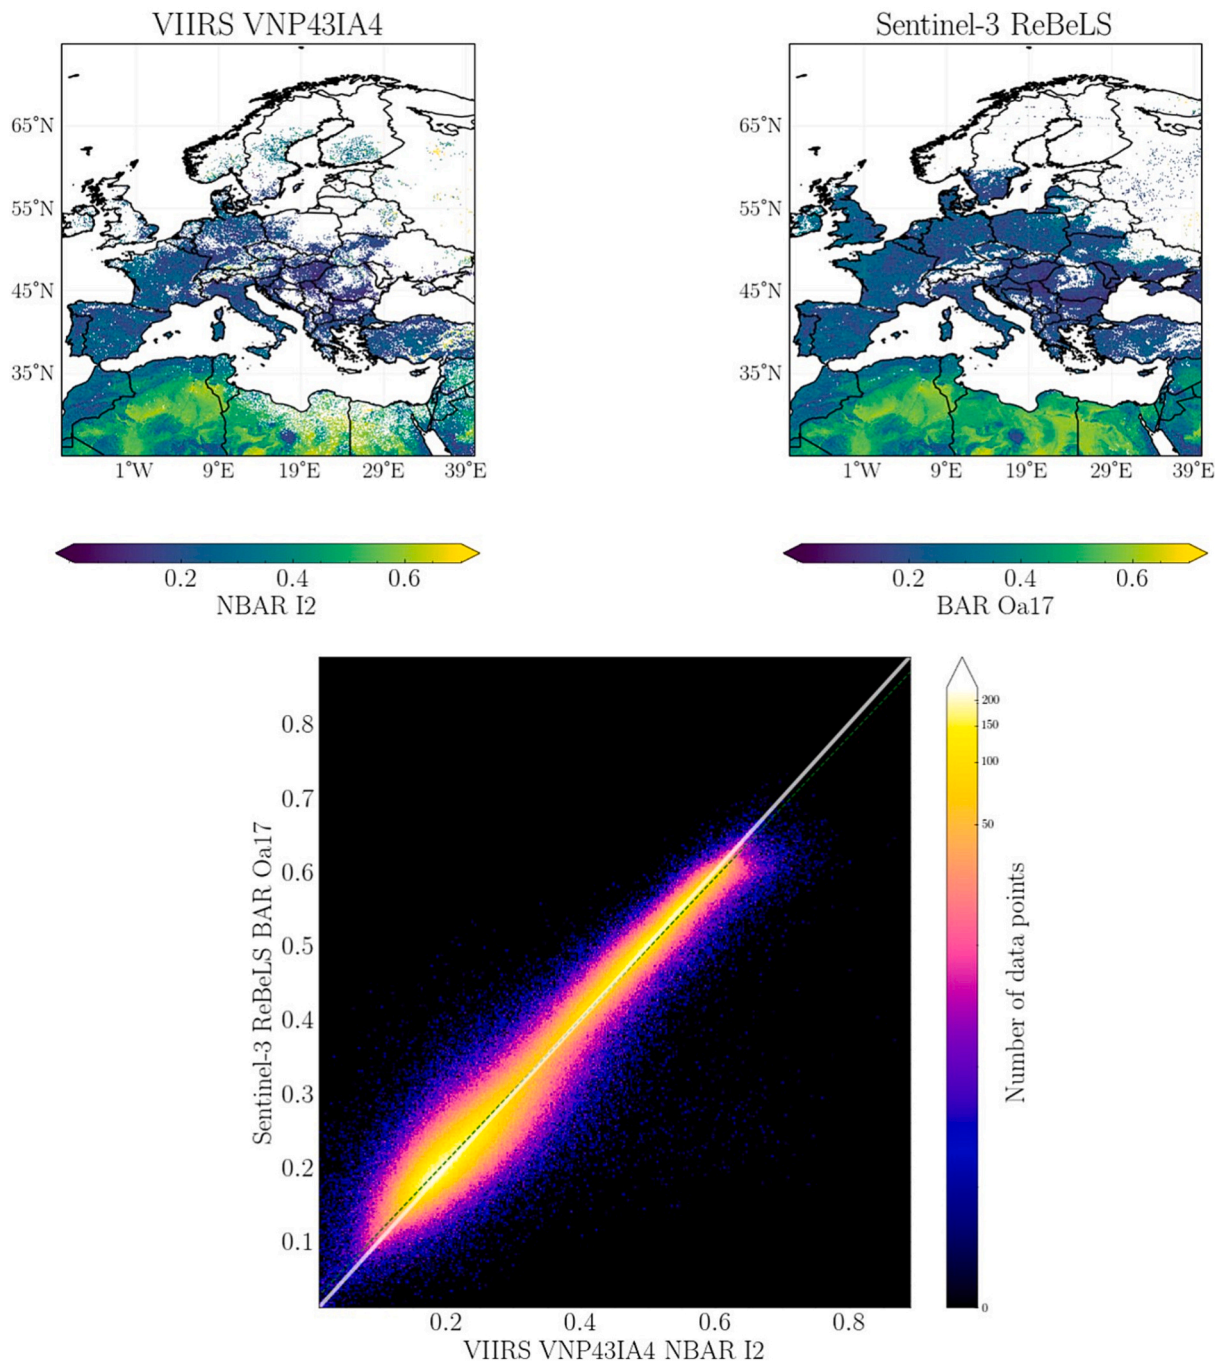 VIIRS VNP43IA4
Sentinel-3 ReBeLS
65°N
55°N
45°N
35°N
1°W 9°E 19°E 29°E 39°E
65°N
55°N
45°N
35°N
1°W 9°E 19°E 29°E 39°E
0.2 0.4 0.6
NBAR I2
0.2 0.4 0.6
BAR Oa17
Sentinel-3 ReBeLS BAR Oa17
0.8
0.7
0.6
0.5
0.4
0.3
0.2
0.1
0.2 0.4 0.6 0.8
VIIRS VNP43IA4 NBAR I2
200
150
100
50
0
Number of data points